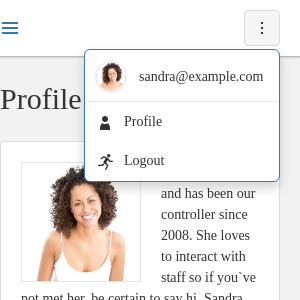 sandra@example.com
Profile
Profile
Logout
and has been our
controller since
2008. She loves
to interact with
staff so if you`ve
not met her, be certain to say hi. Sandra